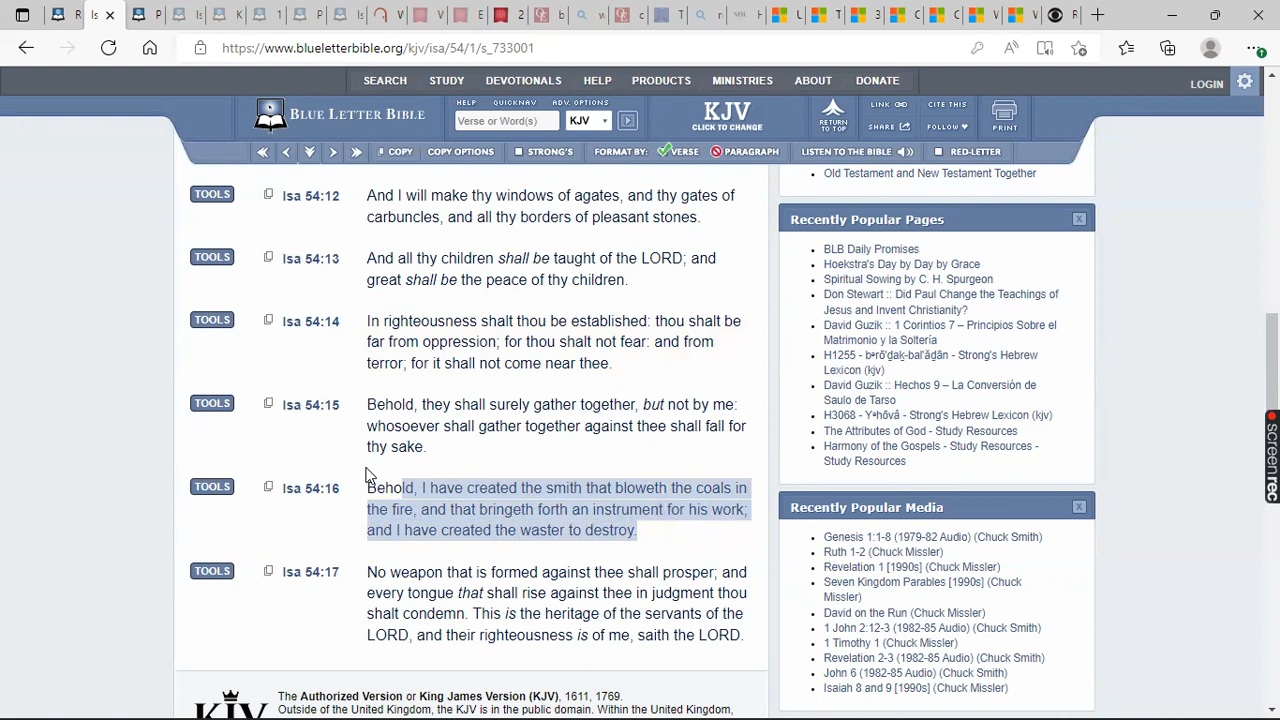 Is
P
Is
K
1
P
Is
V
V
E
2
b
w
c
T
r
U
T
3
C
C
V
V
R
https://www.blueletterbible.org/kjv/isa/54/1/s_733001
SEARCH STUDY DEVOTIONALS HELP PRODUCTS MINISTRIES ABOUT DONATE
LOGIN
HELP QUICKNAV ADV. OPTIONS
BLUE LETTER BIBLE
Verse or Word(s)
KJV
KJV
CLICK TO CHANGE
RETURN
TO TOP
LINK
SHARE
CITE THIS
FOLLOW
PRINT
COPY COPY OPTIONS STRONG'S FORMAT BY: VERSE PARAGRAPH LISTEN TO THE BIBLE RED-LETTER
TOOLS Isa 54:12 And I will make thy windows of agates, and thy gates of
carbuncles, and all thy borders of pleasant stones.
TOOLS Isa 54:13 And all thy children shall be taught of the LORD; and
great shall be the peace of thy children.
TOOLS Isa 54:14 In righteousness shalt thou be established: thou shalt be
far from oppression; for thou shalt not fear: and from
terror; for it shall not come near thee.
TOOLS Isa 54:15 Behold, they shall surely gather together, but not by me:
whosoever shall gather together against thee shall fall for
thy sake.
TOOLS Isa 54:16 Behold, I have created the smith that bloweth the coals in
the fire, and that bringeth forth an instrument for his work;
and I have created the waster to destroy.
TOOLS Isa 54:17 No weapon that is formed against thee shall prosper; and
every tongue that shall rise against thee in judgment thou
shalt condemn. This is the heritage of the servants of the
LORD, and their righteousness is of me, saith the LORD.
KJV
The Authorized Version or King James Version (KJV), 1611, 1769.
Outside of the United Kingdom, the KJV is in the public domain. Within the United Kingdom,
Old Testament and New Testament Together
Recently Popular Pages
BLB Daily Promises
Hoekstra's Day by Day by Grace
Spiritual Sowing by C. H. Spurgeon
Don Stewart :: Did Paul Change the Teachings of
Jesus and Invent Christianity?
David Guzik :: 1 Corintios 7 – Principios Sobre el
Matrimonio y la Soltería
H1255 - bᵊrō'ḏaḵ-bal'ăḏān - Strong's Hebrew
Lexicon (kjv)
David Guzik :: Hechos 9 – La Conversión de
Saulo de Tarso
H3068 - Yᵊhōvâ - Strong's Hebrew Lexicon (kjv)
The Attributes of God - Study Resources
Harmony of the Gospels - Study Resources -
Study Resources
Recently Popular Media
Genesis 1:1-8 (1979-82 Audio) (Chuck Smith)
Ruth 1-2 (Chuck Missler)
Revelation 1 [1990s] (Chuck Missler)
Seven Kingdom Parables [1990s] (Chuck
Missler)
David on the Run (Chuck Missler)
1 John 2:12-3 (1982-85 Audio) (Chuck Smith)
1 Timothy 1 (Chuck Missler)
Revelation 2-3 (1982-85 Audio) (Chuck Smith)
John 6 (1982-85 Audio) (Chuck Smith)
Isaiah 8 and 9 [1990s] (Chuck Missler)
screenrec